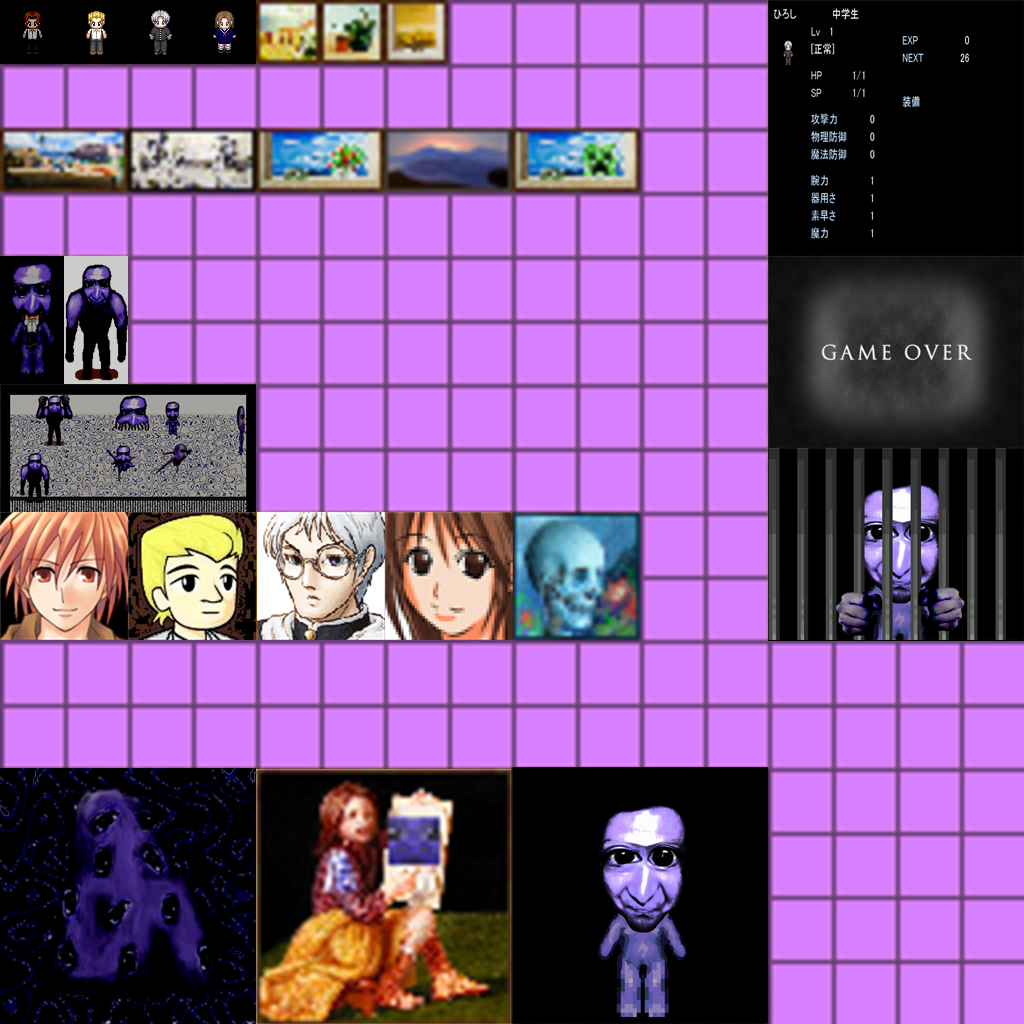 ひろし 中学生
Lv 1
[正常]
EXP 0
NEXT 26
HP 1/1
SP 1/1
装備
攻撃力 0
物理防御 0
魔法防御 0
腕力 1
器用さ 1
素早さ 1
魔力 1
GAME OVER